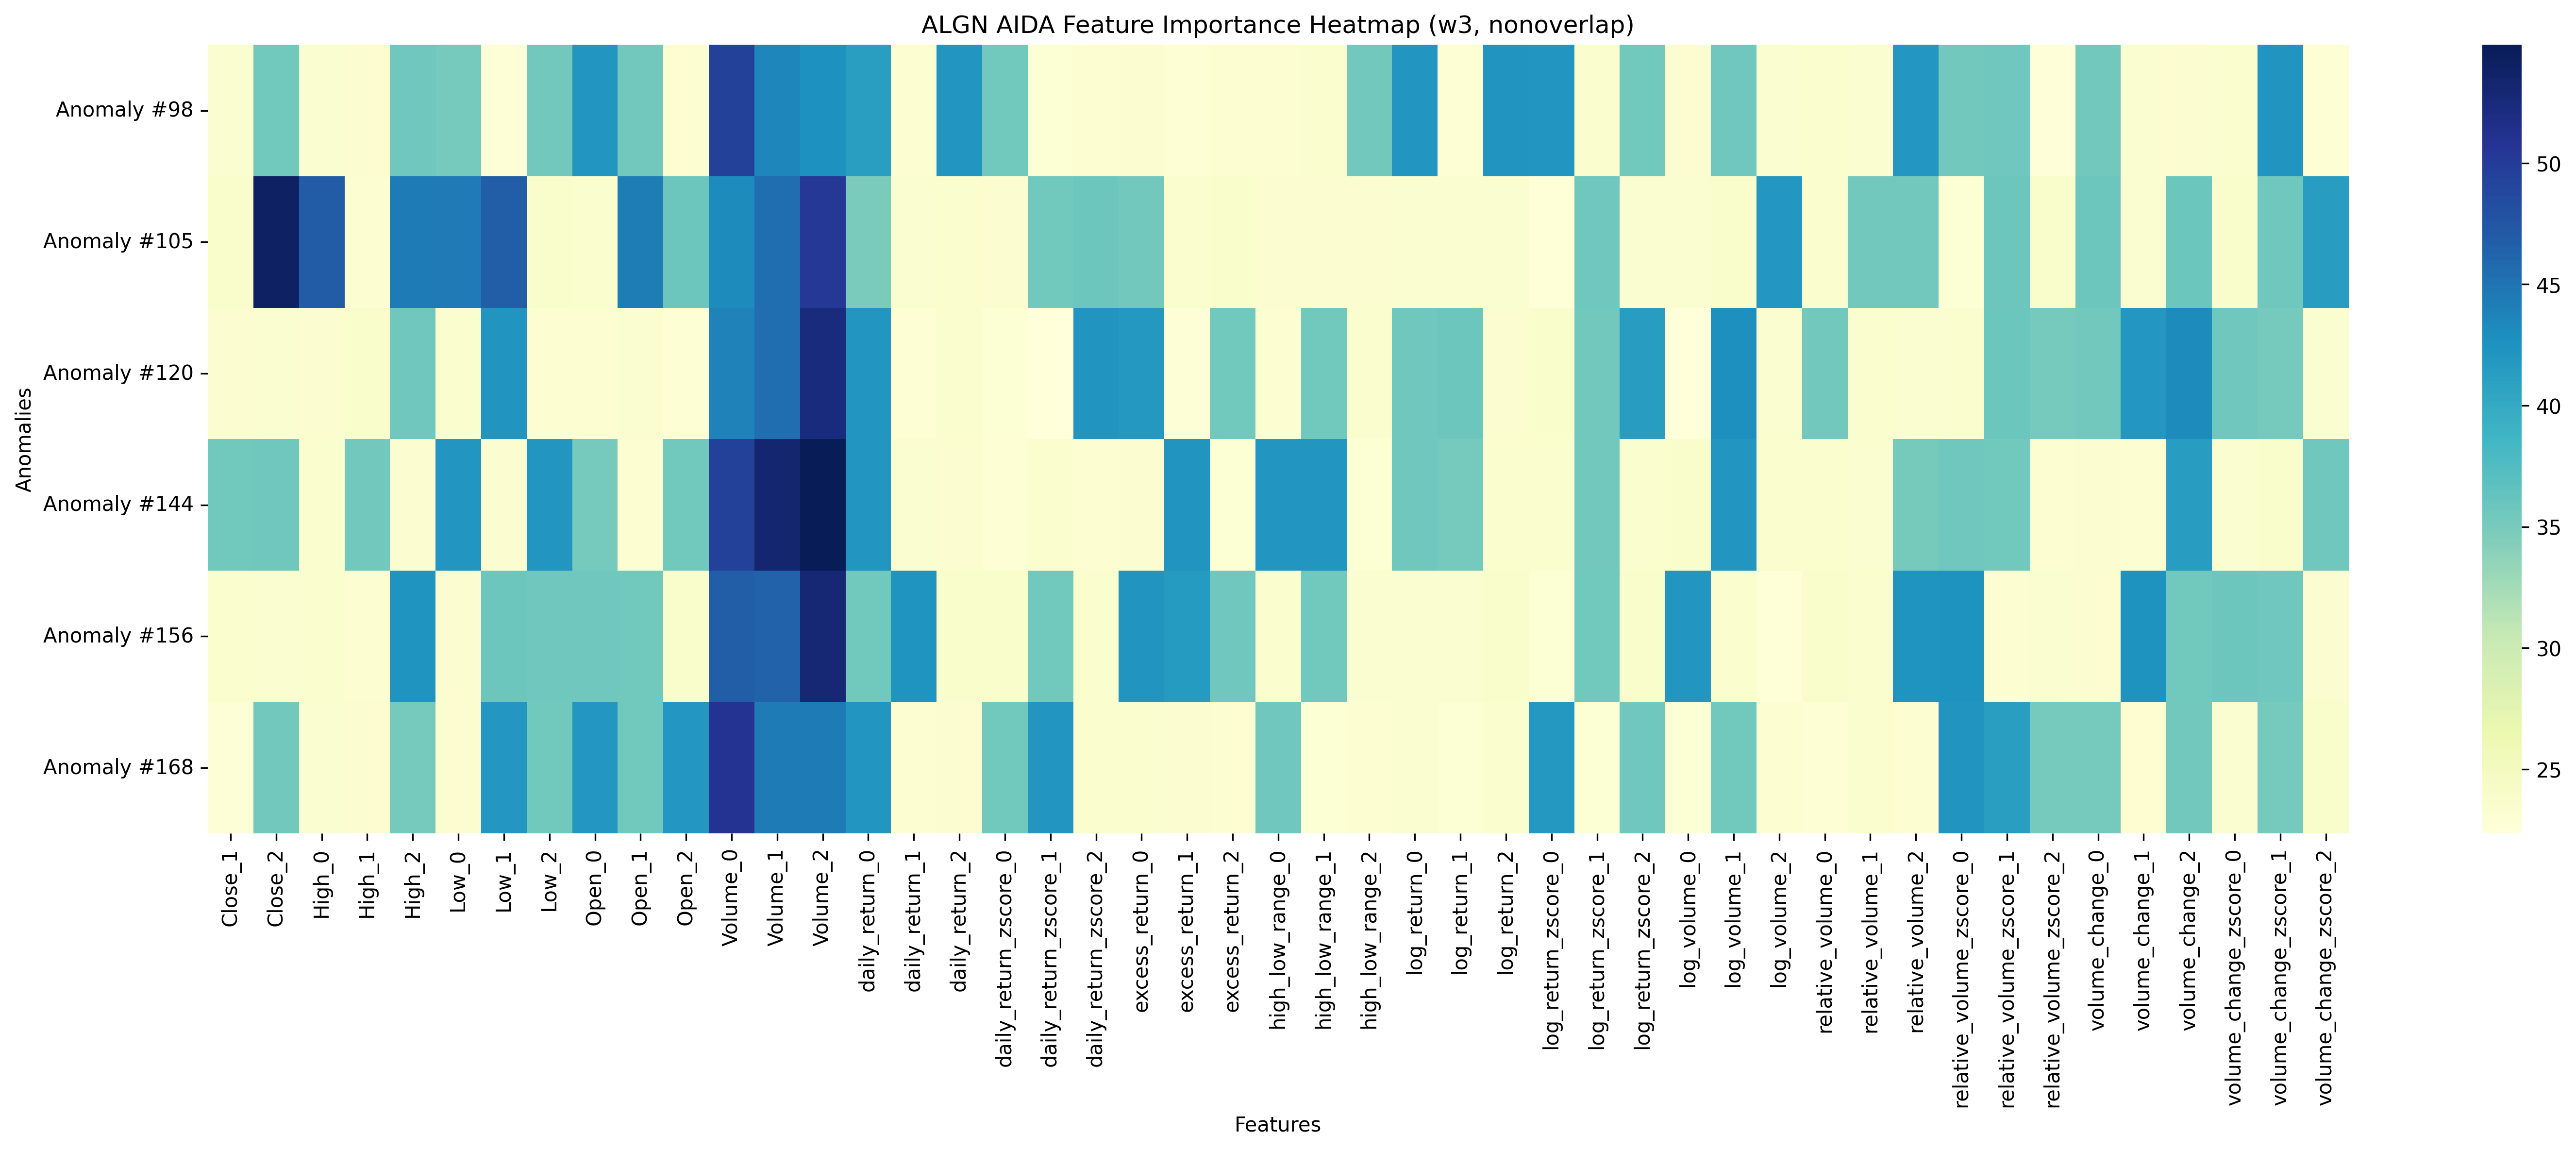 ALGN AIDA Feature Importance Heatmap (w3, nonoverlap)
Anomalies
Anomaly #98
Anomaly #105
Anomaly #120
Anomaly #144
Anomaly #156
Anomaly #168
50
45
40
35
30
25
Close_1
Close_2
High_0
High_1
High_2
Low_0
Low_1
Low_2
Open_0
Open_1
Open_2
Volume_0
Volume_1
Volume_2
daily_return_0
daily_return_1
daily_return_2
daily_return_zscore_0
daily_return_zscore_1
daily_return_zscore_2
excess_return_0
excess_return_1
excess_return_2
high_low_range_0
high_low_range_1
high_low_range_2
log_return_0
log_return_1
log_return_2
log_return_zscore_0
log_return_zscore_1
log_return_zscore_2
log_volume_0
log_volume_1
log_volume_2
relative_volume_0
relative_volume_1
relative_volume_2
relative_volume_zscore_0
relative_volume_zscore_1
relative_volume_zscore_2
volume_change_0
volume_change_1
volume_change_2
volume_change_zscore_0
volume_change_zscore_1
volume_change_zscore_2
Features